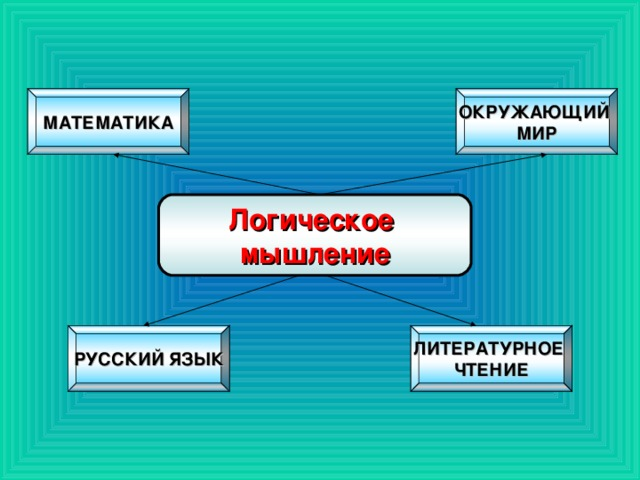 МАТЕМАТИКА
ОКРУЖАЮЩИЙ
МИР
Логическое
мышление
РУССКИЙ ЯЗЫК
ЛИТЕРАТУРНОЕ
ЧТЕНИЕ